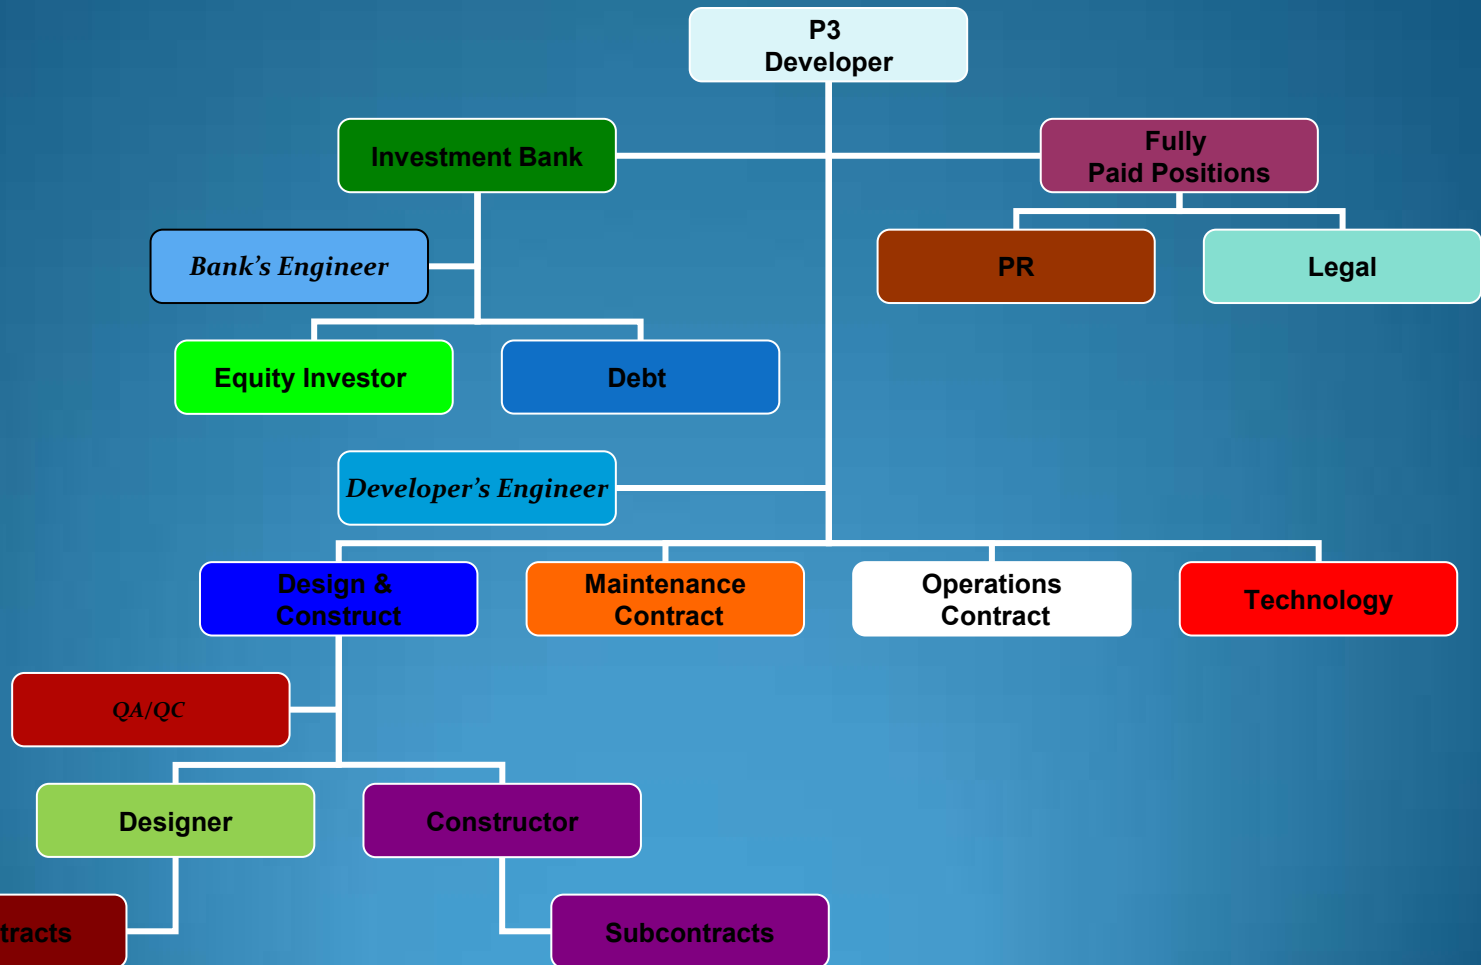 P3
Developer
Investment Bank
Fully
Paid Positions
Bank's Engineer
PR
Legal
Equity Investor
Debt
Developer's Engineer
Design &
Construct
Maintenance
Contract
Operations
Contract
Technology
QA/QC
Designer
Constructor
tracts
Subcontracts